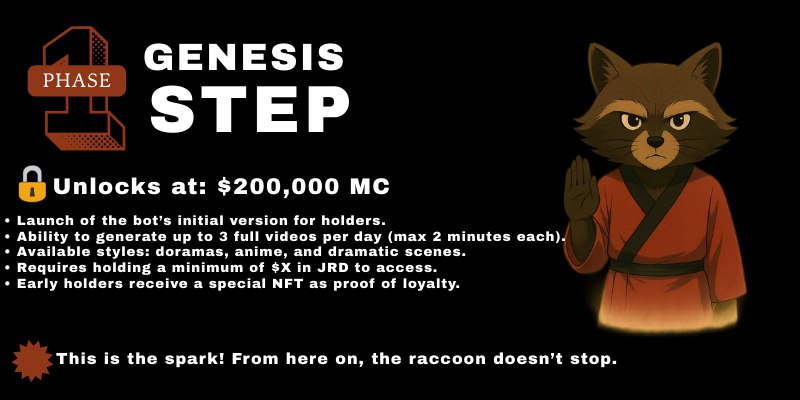 1
PHASE
GENESIS
STEP
Unlocks at: $200,000 MC
• Launch of the bot’s initial version for holders.
• Ability to generate up to 3 full videos per day (max 2 minutes each).
• Available styles: doramas, anime, and dramatic scenes.
• Requires holding a minimum of $X in JRD to access.
• Early holders receive a special NFT as proof of loyalty.
This is the spark! From here on, the raccoon doesn’t stop.